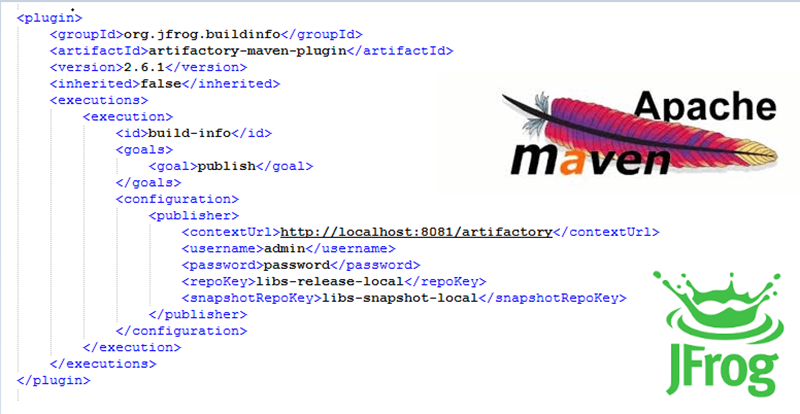 <plugin>
<groupId>org.jfrog.buildinfo</groupId>
<artifactId>artifactory-maven-plugin</artifactId>
<version>2.6.1</version>
<inherited>false</inherited>
<executions>
<execution>
<id>build-info</id>
<goals>
<goal>publish</goal>
</goals>
<configuration>
<publisher>
<contextUrl>http://localhost:8081/artifactory</contextUrl>
<username>admin</username>
<password>password</password>
<repoKey>libs-release-local</repoKey>
<snapshotRepoKey>libs-snapshot-local</snapshotRepoKey>
</publisher>
</configuration>
</execution>
</executions>
</plugin>
Apache
maven
JFrog